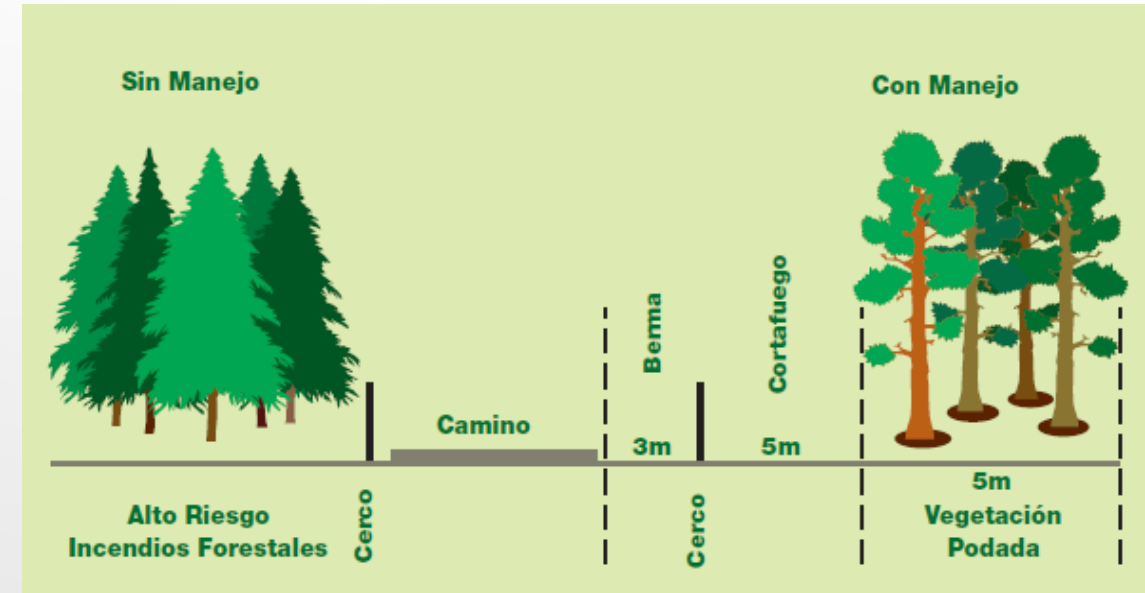 Sin Manejo
Con Manejo
Berma
Cortafuego
Camino
3m
5m
Cerco
Cerco
Alto Riesgo
Incendios Forestales
5m
Vegetación
Podada